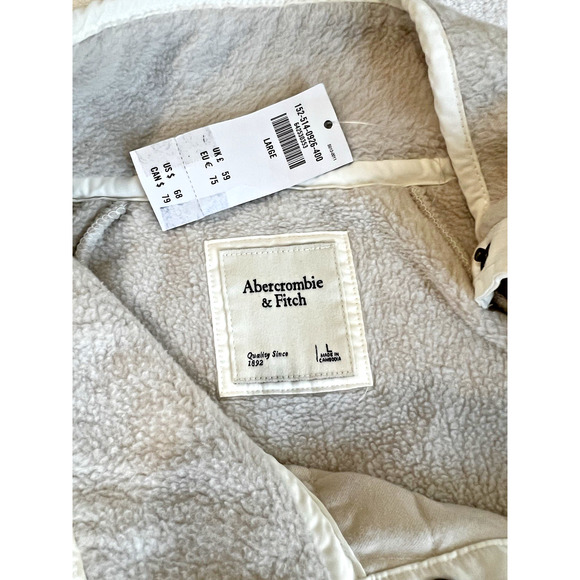 152-514-0926-400
642530353
LARGE
UK £ 59
EU € 75
US $ 68
CAN $ 79
Abercrombie
& Fitch
Quality Since
1892
L
MADE IN
CAMBODIA